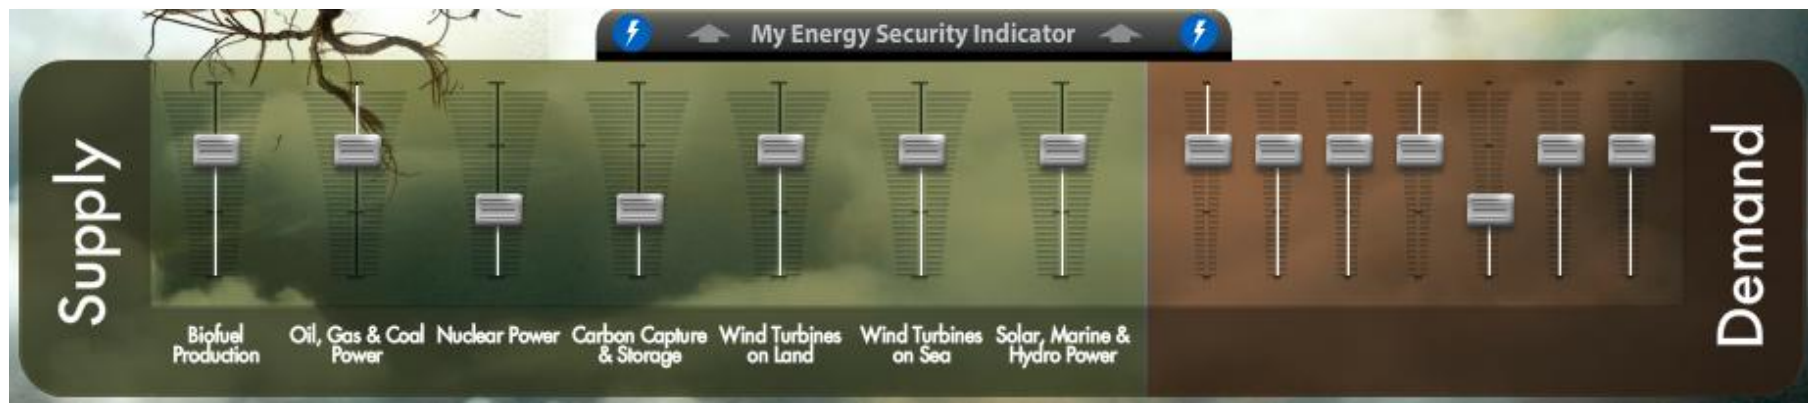 My Energy Security Indicator
Supply
Biofuel
Production
Oil, Gas & Coal
Power
Nuclear Power
Carbon Capture
& Storage
Wind Turbines
on Land
Wind Turbines
on Sea
Solar, Marine &
Hydro Power
Demand